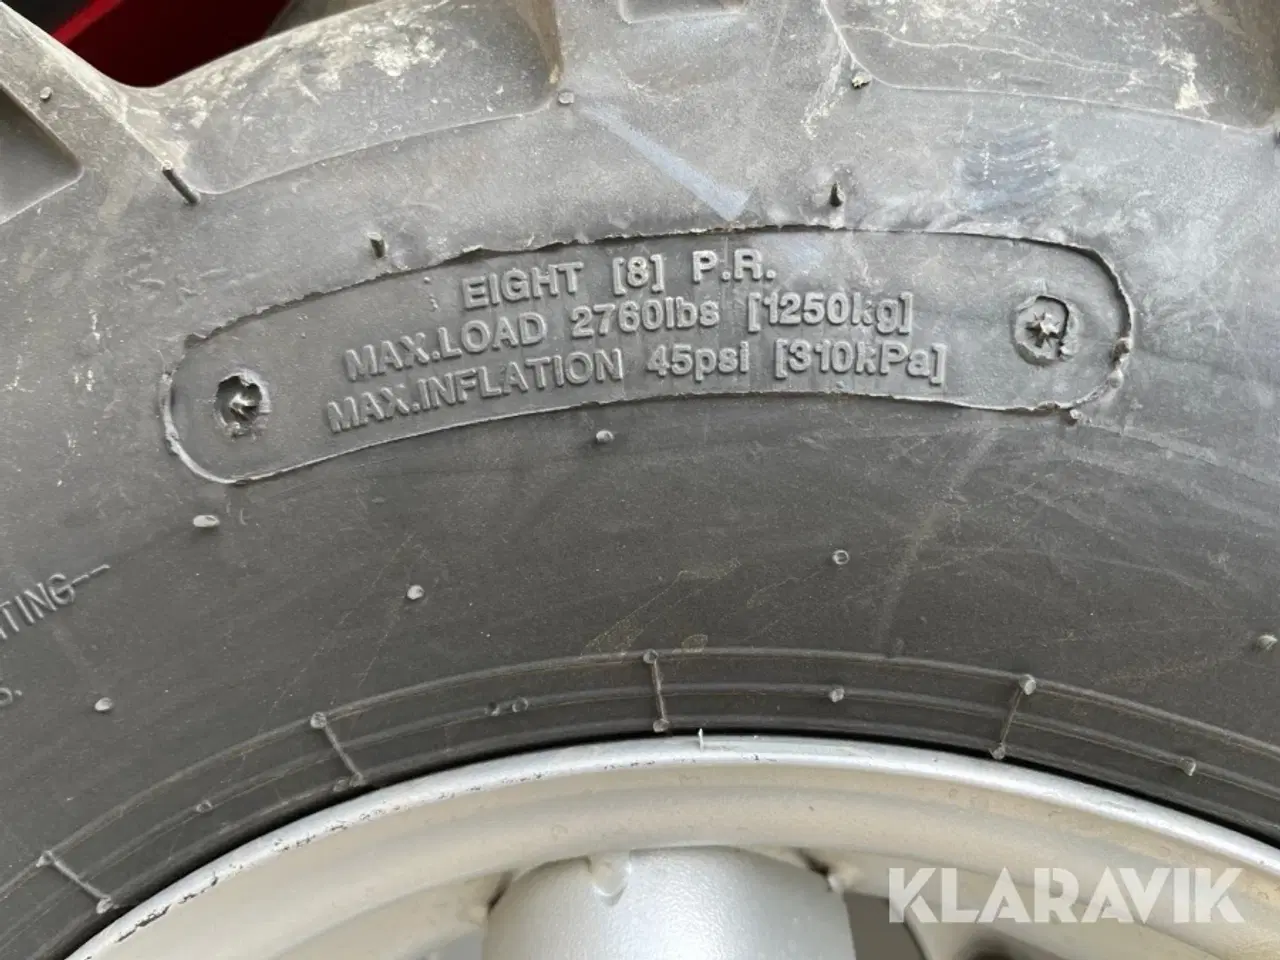 EIGHT [8] P.R.
MAX.LOAD 2760lbs [1250kg]
MAX.INFLATION 45psi [310kPa]
KLARAVIK